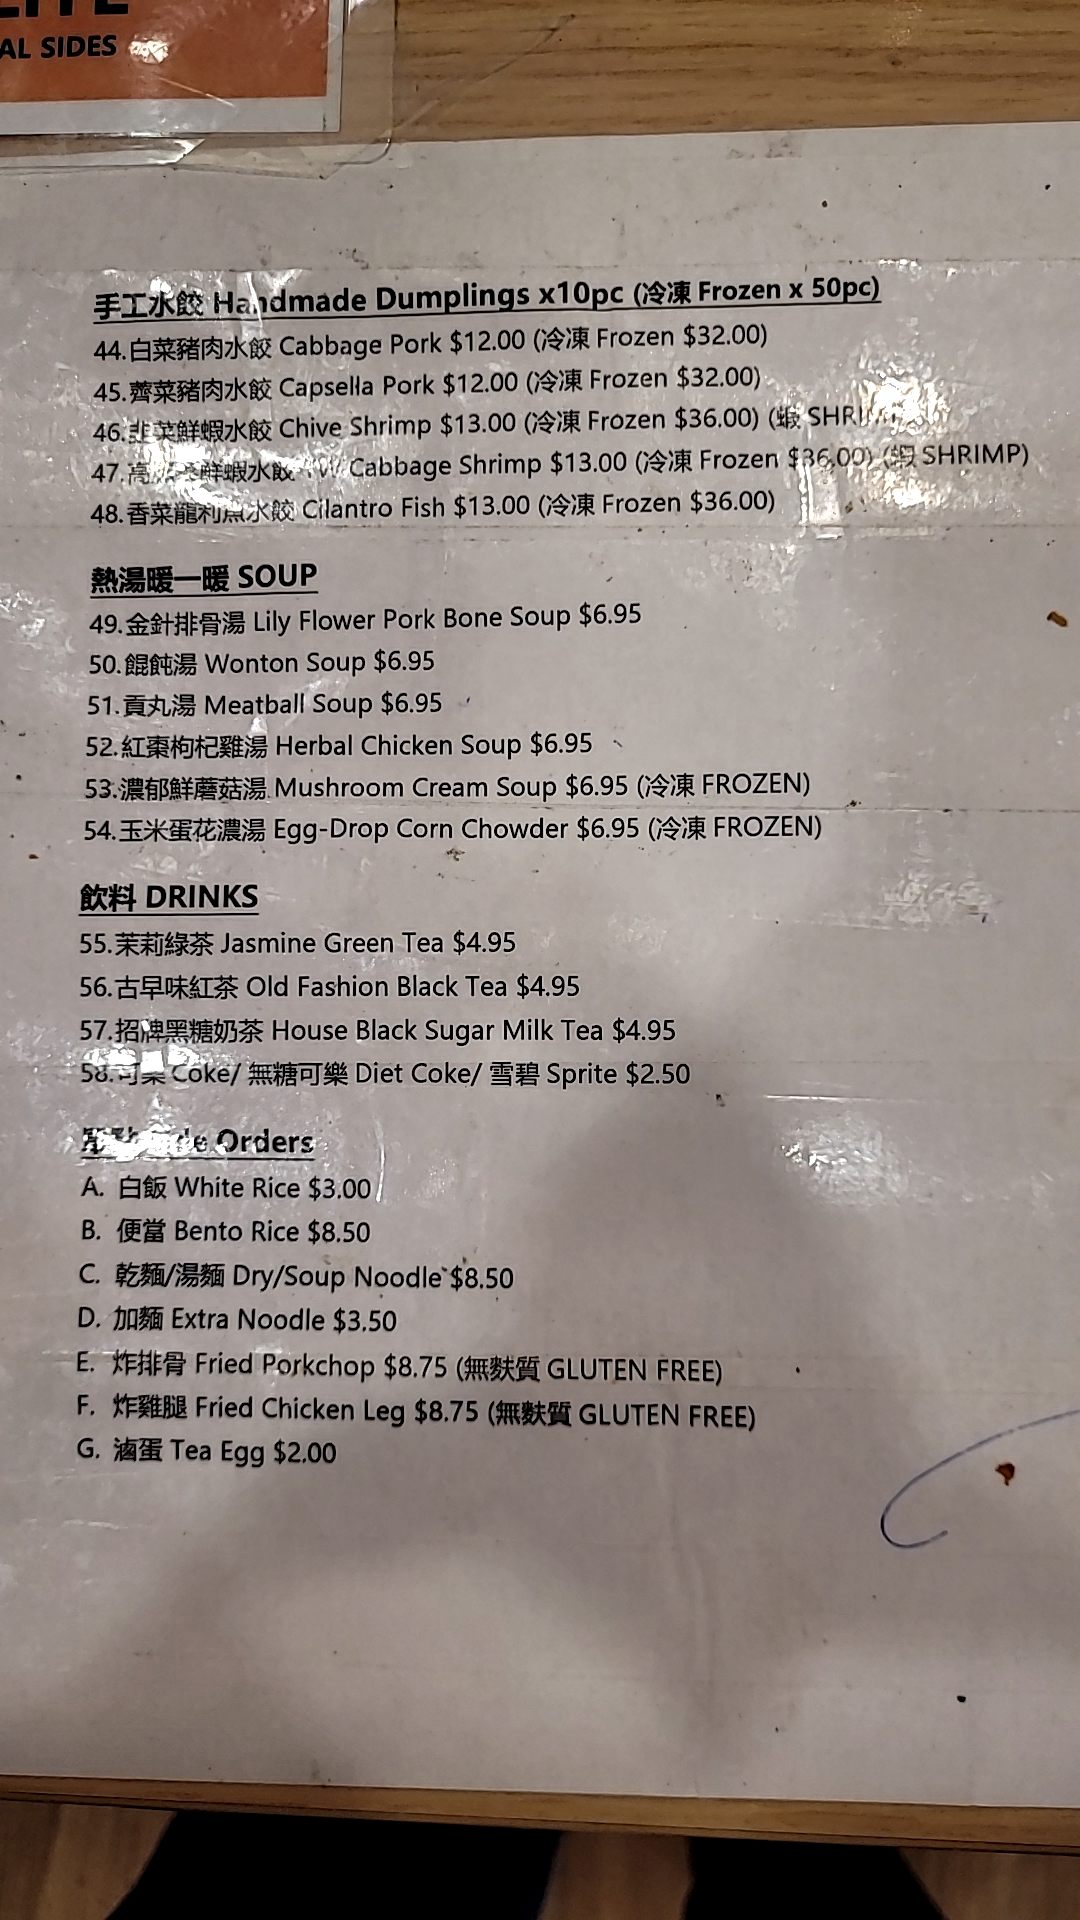 AL SIDES
手工水餃 Handmade Dumplings x10pc (冷凍 Frozen x 50pc)
44.白菜豬肉水餃 Cabbage Pork $12.00 (冷凍 Frozen $32.00)
45.薺菜豬肉水餃 Capsella Pork $12.00 (冷凍 Frozen $32.00)
46.韭菜鮮蝦水餃 Chive Shrimp $13.00 (冷凍 Frozen $36.00) (蝦
47.高 鮮蝦水餃 Cabbage Shrimp $13.00 (冷凍 Frozen $36.00) (蝦 SHRIMP)
48.香菜龍利魚水餃 Cilantro Fish $13.00 (冷凍 Frozen $36.00)
熱湯暖一暖 SOUP
49.金針排骨湯 Lily Flower Pork Bone Soup $6.95
50.餛飩湯 Wonton Soup $6.95
51.貢丸湯 Meatball Soup $6.95
52.紅棗枸杞雞湯 Herbal Chicken Soup $6.95
53.濃郁鮮蘑菇湯 Mushroom Cream Soup $6.95 (冷凍 FROZEN)
54.玉米蛋花濃湯 Egg-Drop Corn Chowder $6.95 (冷凍 FROZEN)
飲料 DRINKS
55.茉莉綠茶 Jasmine Green Tea $4.95
56.古早味紅茶 Old Fashion Black Tea $4.95
57.招牌黑糖奶茶 House Black Sugar Milk Tea $4.95
58.可樂 Coke/ 無糖可樂 Diet Coke/ 雪碧 Sprite $2.50
Orders
A. 白飯 White Rice $3.00
B. 便當 Bento Rice $8.50
C. 乾麵/湯麵 Dry/Soup Noodle $8.50
D. 加麵 Extra Noodle $3.50
E. 炸排骨 Fried Porkchop $8.75 (無麩質 GLUTEN FREE)
F. 炸雞腿 Fried Chicken Leg $8.75 (無麩質 GLUTEN FREE)
G. 滷蛋 Tea Egg $2.00